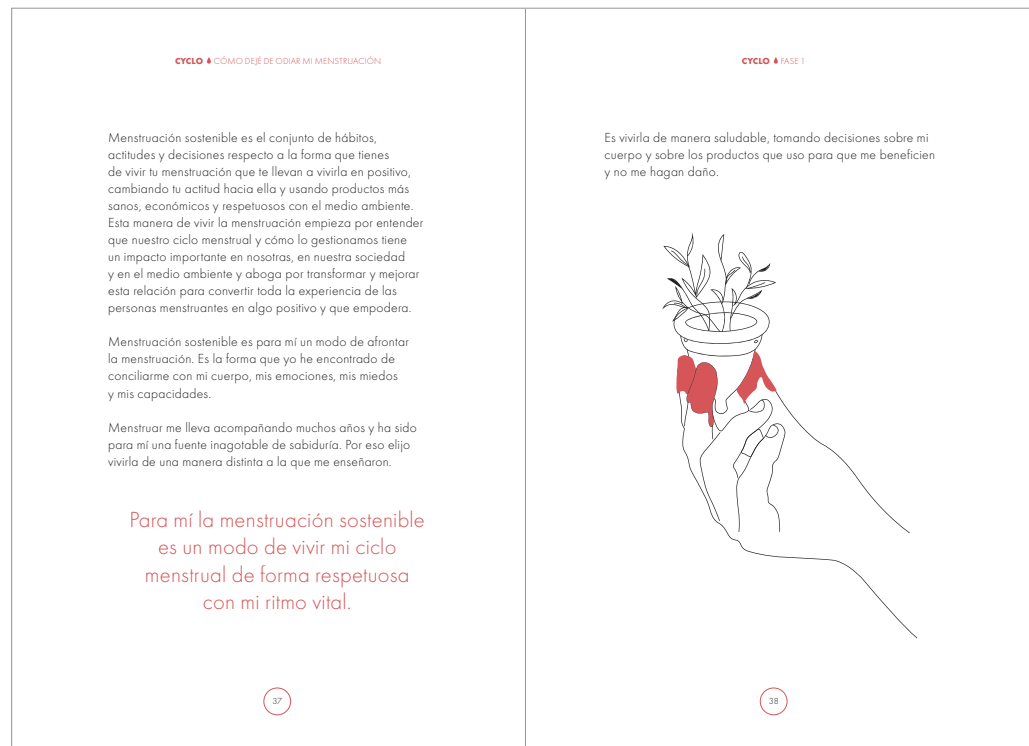 CYCLO CÓMO DEJÉ DE ODIAR MI MENSTRUACIÓN
Menstruación sostenible es el conjunto de hábitos,
actitudes y decisiones respecto a la forma que tienes
de vivir tu menstruación que te llevan a vivirla en positivo,
cambiando tu actitud hacia ella y usando productos más
sanos, económicos y respetuosos con el medio ambiente.
Esta manera de vivir la menstruación empieza por entender
que nuestro ciclo menstrual y cómo lo gestionamos tiene
un impacto importante en nosotras, en nuestra sociedad
y en el medio ambiente y aboga por transformar y mejorar
esta relación para convertir toda la experiencia de las
personas menstruantes en algo positivo y que empodera.
Menstruación sostenible es para mí un modo de afrontar
la menstruación. Es la forma que yo he encontrado de
conciliarme con mi cuerpo, mis emociones, mis miedos
y mis capacidades.
Menstruar me lleva acompañando muchos años y ha sido
para mí una fuente inagotable de sabiduría. Por eso elijo
vivirla de una manera distinta a la que me enseñaron.
Para mí la menstruación sostenible
es un modo de vivir mi ciclo
menstrual de forma respetuosa
con mi ritmo vital.
37
CYCLO FASE 1
Es vivirla de manera saludable, tomando decisiones sobre mi
cuerpo y sobre los productos que uso para que me beneficien
y no me hagan daño.
38